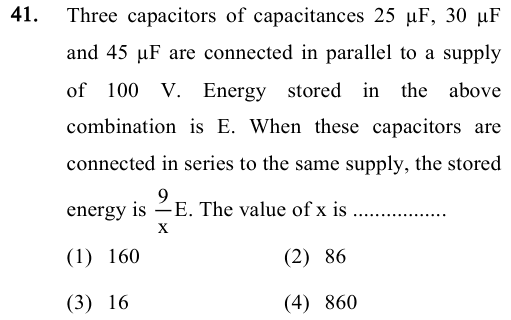 41. Three capacitors of capacitances 25 μF, 30 μF
and 45 μF are connected in parallel to a supply
of 100 V. Energy stored in the above
combination is E. When these capacitors are
connected in series to the same supply, the stored
energy is 9/x E. The value of x is .................
(1) 160 (2) 86
(3) 16 (4) 860